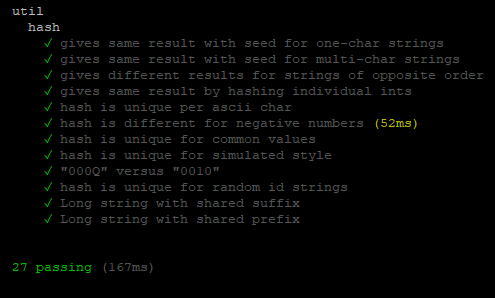 util
hash
✓ gives same result with seed for one-char strings
✓ gives same result with seed for multi-char strings
✓ gives different results for strings of opposite order
✓ gives same result by hashing individual ints
✓ hash is unique per ascii char
✓ hash is different for negative numbers (52ms)
✓ hash is unique for common values
✓ hash is unique for simulated style
✓ "000Q" versus "0010"
✓ hash is unique for random id strings
✓ Long string with shared suffix
✓ Long string with shared prefix
27 passing (167ms)